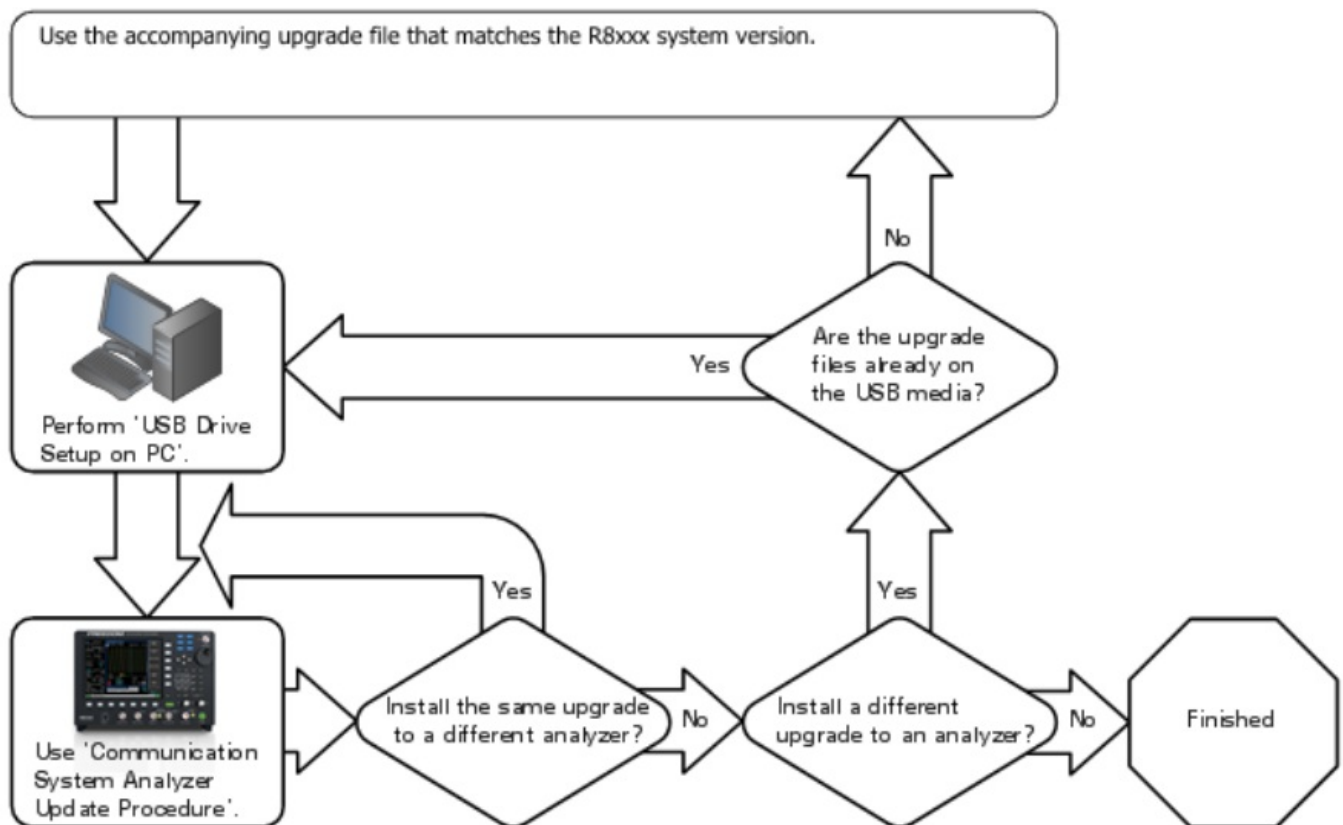 Use the accompanying upgrade file that matches the R8xxx system version.
No
Are the upgrade
files already on
the USB media?
Yes
Perform 'USB Drive
Setup on PC'.
Yes
Yes
Install the same upgrade
to a different analyzer?
No
Install a different
upgrade to an analyzer?
No
Finished
Use 'Communication
System Analyzer
Update Procedure'.